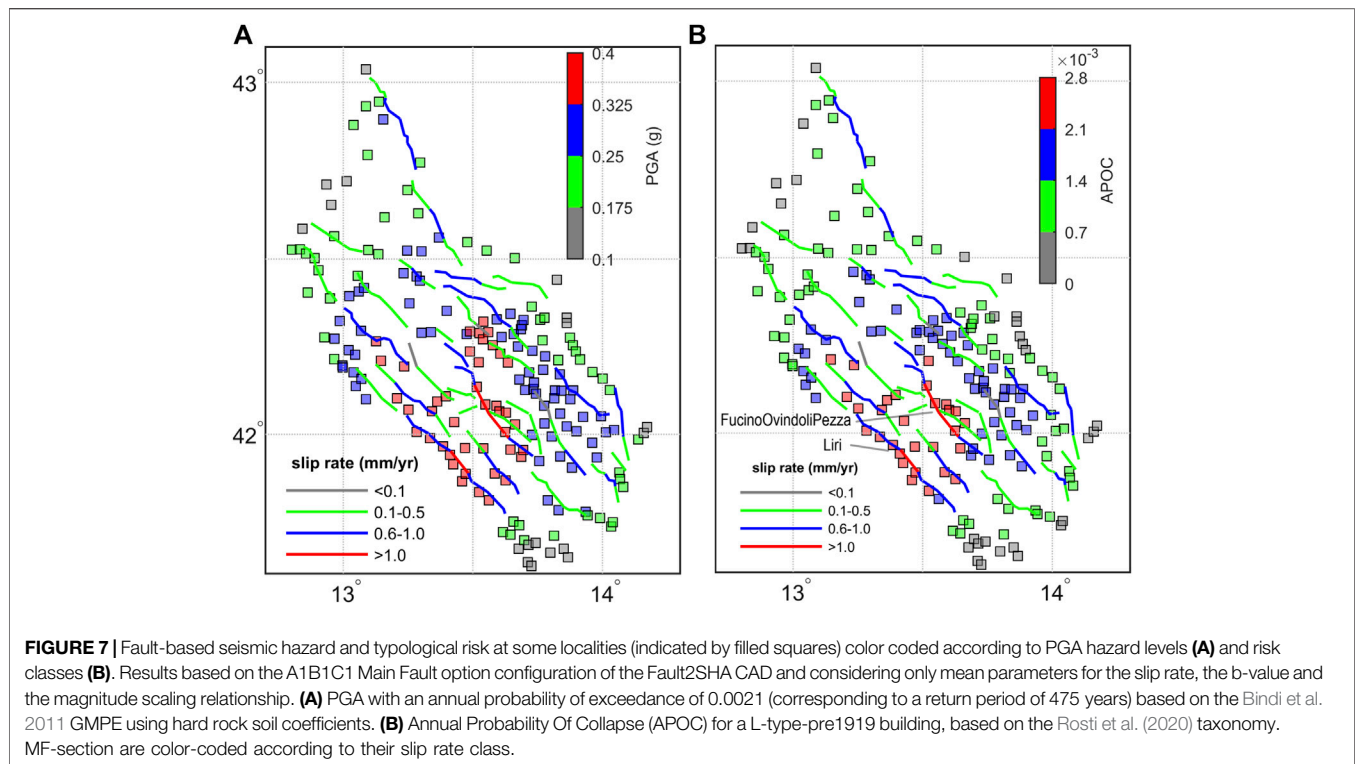 A
43°
42°
13°
14°
0.4
0.325
0.25
0.175
0.1
PGA (g)
slip rate (mm/yr)
<0.1
0.1-0.5
0.6-1.0
>1.0
B
×10⁻³
2.8
2.1
1.4
0.7
0
APOC
FucinoOvindoliPezza
Liri
slip rate (mm/yr)
<0.1
0.1-0.5
0.6-1.0
>1.0
13°
14°
FIGURE 7 | Fault-based seismic hazard and typological risk at some localities (indicated by filled squares) color coded according to PGA hazard levels (A) and risk
classes (B). Results based on the A1B1C1 Main Fault option configuration of the Fault2SHA CAD and considering only mean parameters for the slip rate, the b-value and
the magnitude scaling relationship. (A) PGA with an annual probability of exceedance of 0.0021 (corresponding to a return period of 475 years) based on the Bindi et al.
2011 GMPE using hard rock soil coefficients. (B) Annual Probability Of Collapse (APOC) for a L-type-pre1919 building, based on the Rosti et al. (2020) taxonomy.
MF-section are color-coded according to their slip rate class.